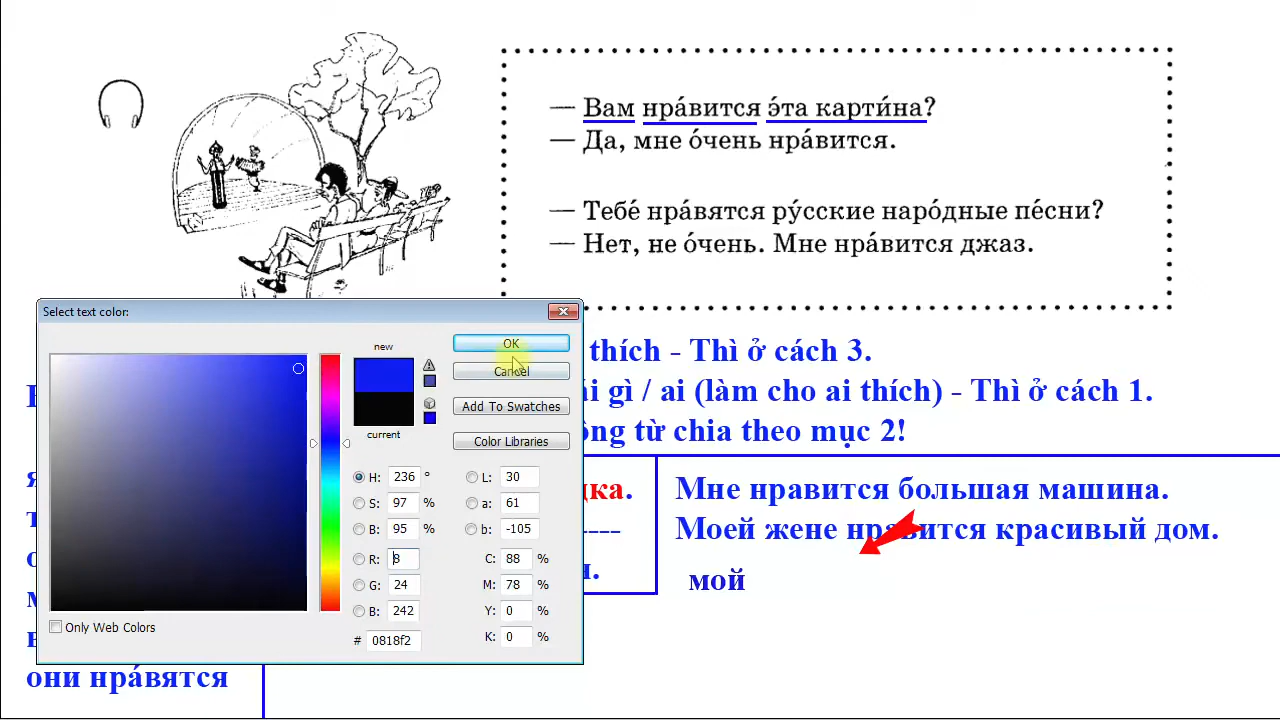 — Вам нра́вится э́та карти́на?
— Да, мне о́чень нра́вится.
— Тебе́ нра́вятся ру́сские наро́дные пе́сни?
— Нет, не о́чень. Мне нра́вится джаз.
thích - Thì ở cách 3.
gì / ai (làm cho ai thích) - Thì ở cách 1.
từ chia theo mục 2!
Мне нравится большая машина.
Моей жене нравится красивый дом.
мой
они нра́вятся
Select text color:
new
current
OK
Cancel
Add To Swatches
Color Libraries
H: 236 °
S: 97 %
B: 95 %
R: 8
G: 24
B: 242
# 0818f2
L: 30
a: 61
b: -105
C: 88 %
M: 78 %
Y: 0 %
K: 0 %
Only Web Colors